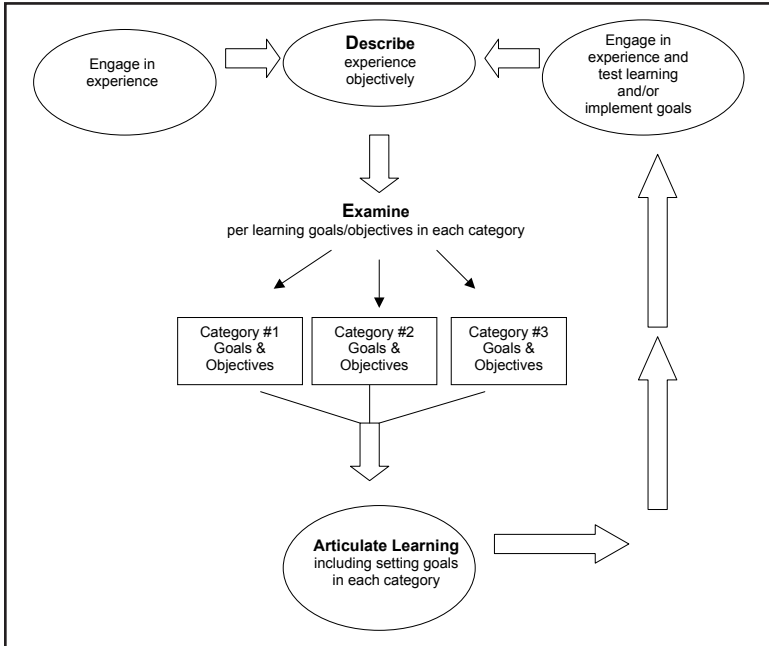 Engage in
experience
Describe
experience
objectively
Engage in
experience and
test learning
and/or
implement goals
Examine
per learning goals/objectives in each category
Category #1
Goals &
Objectives
Category #2
Goals &
Objectives
Category #3
Goals &
Objectives
Articulate Learning
including setting goals
in each category